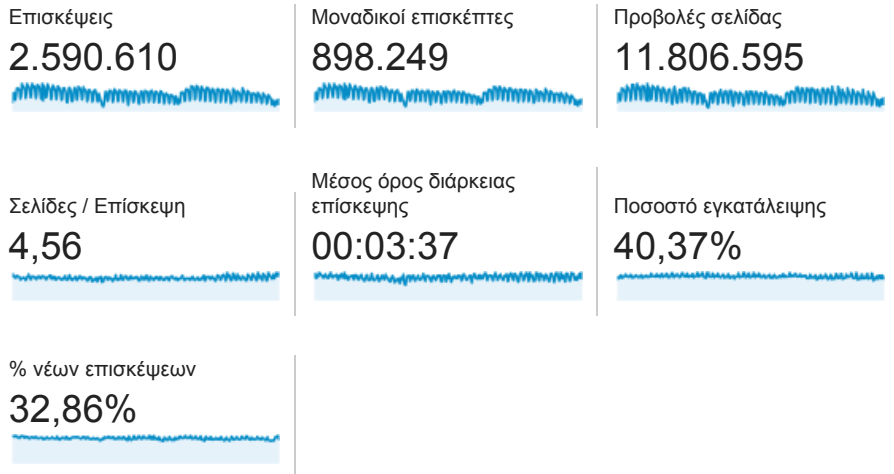 Επισκέψεις
2.590.610
Μοναδικοί επισκέπτες
898.249
Προβολές σελίδας
11.806.595
Σελίδες / Επίσκεψη
4,56
Μέσος όρος διάρκειας
επίσκεψης
00:03:37
Ποσοστό εγκατάλειψης
40,37%
% νέων επισκέψεων
32,86%